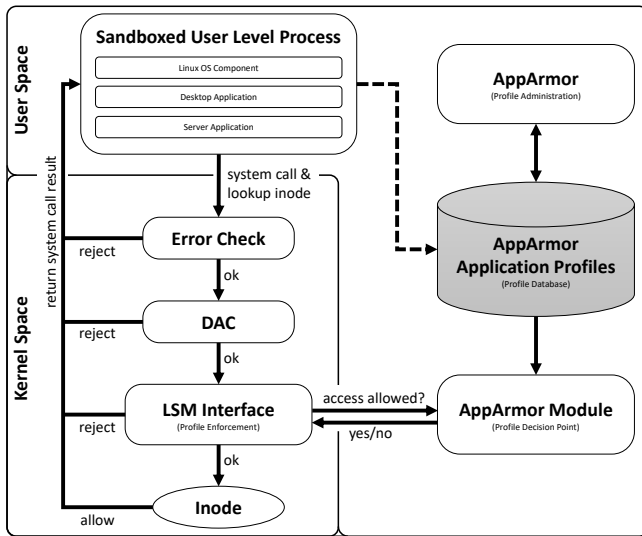 User Space
Sandboxed User Level Process
Linux OS Component
Desktop Application
Server Application
AppArmor
(Profile Administration)
return system call result
system call &
lookup inode
Kernel Space
Error Check
reject
ok
AppArmor
Application Profiles
(Profile Database)
DAC
reject
ok
LSM Interface
(Profile Enforcement)
reject
access allowed?
yes/no
AppArmor Module
(Profile Decision Point)
ok
Inode
allow